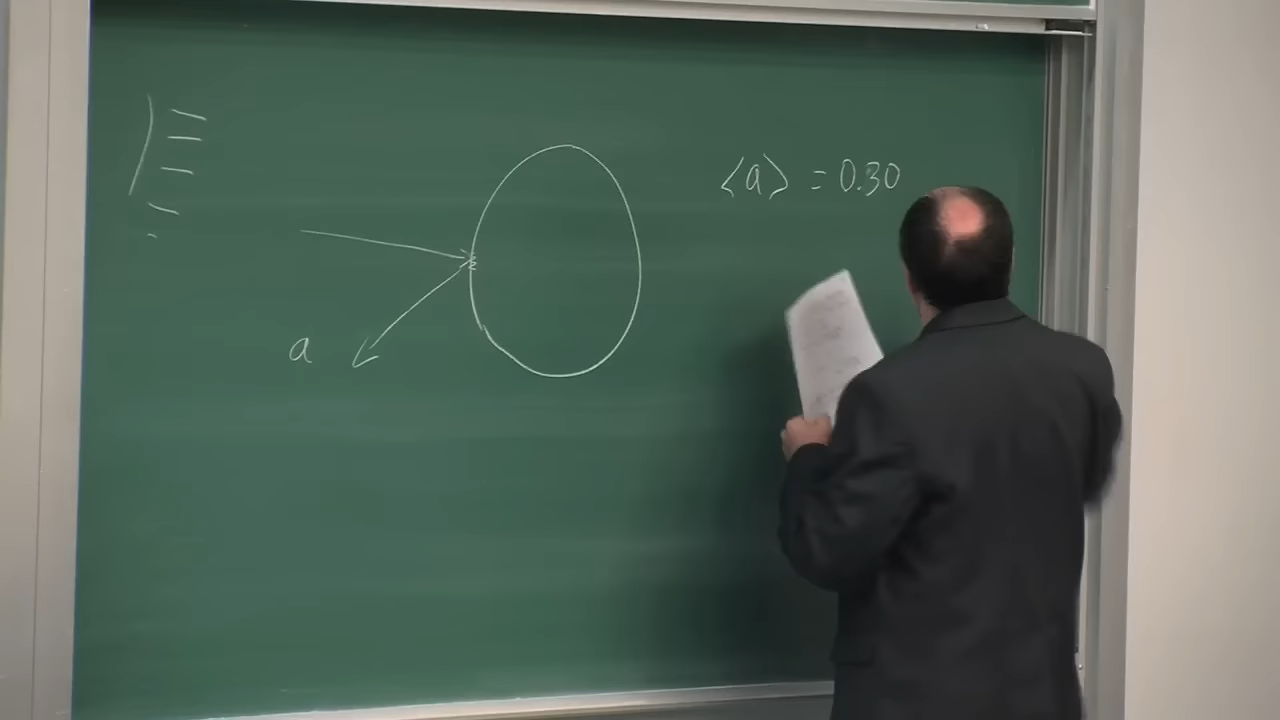 ⟨a⟩ = 0.30
a